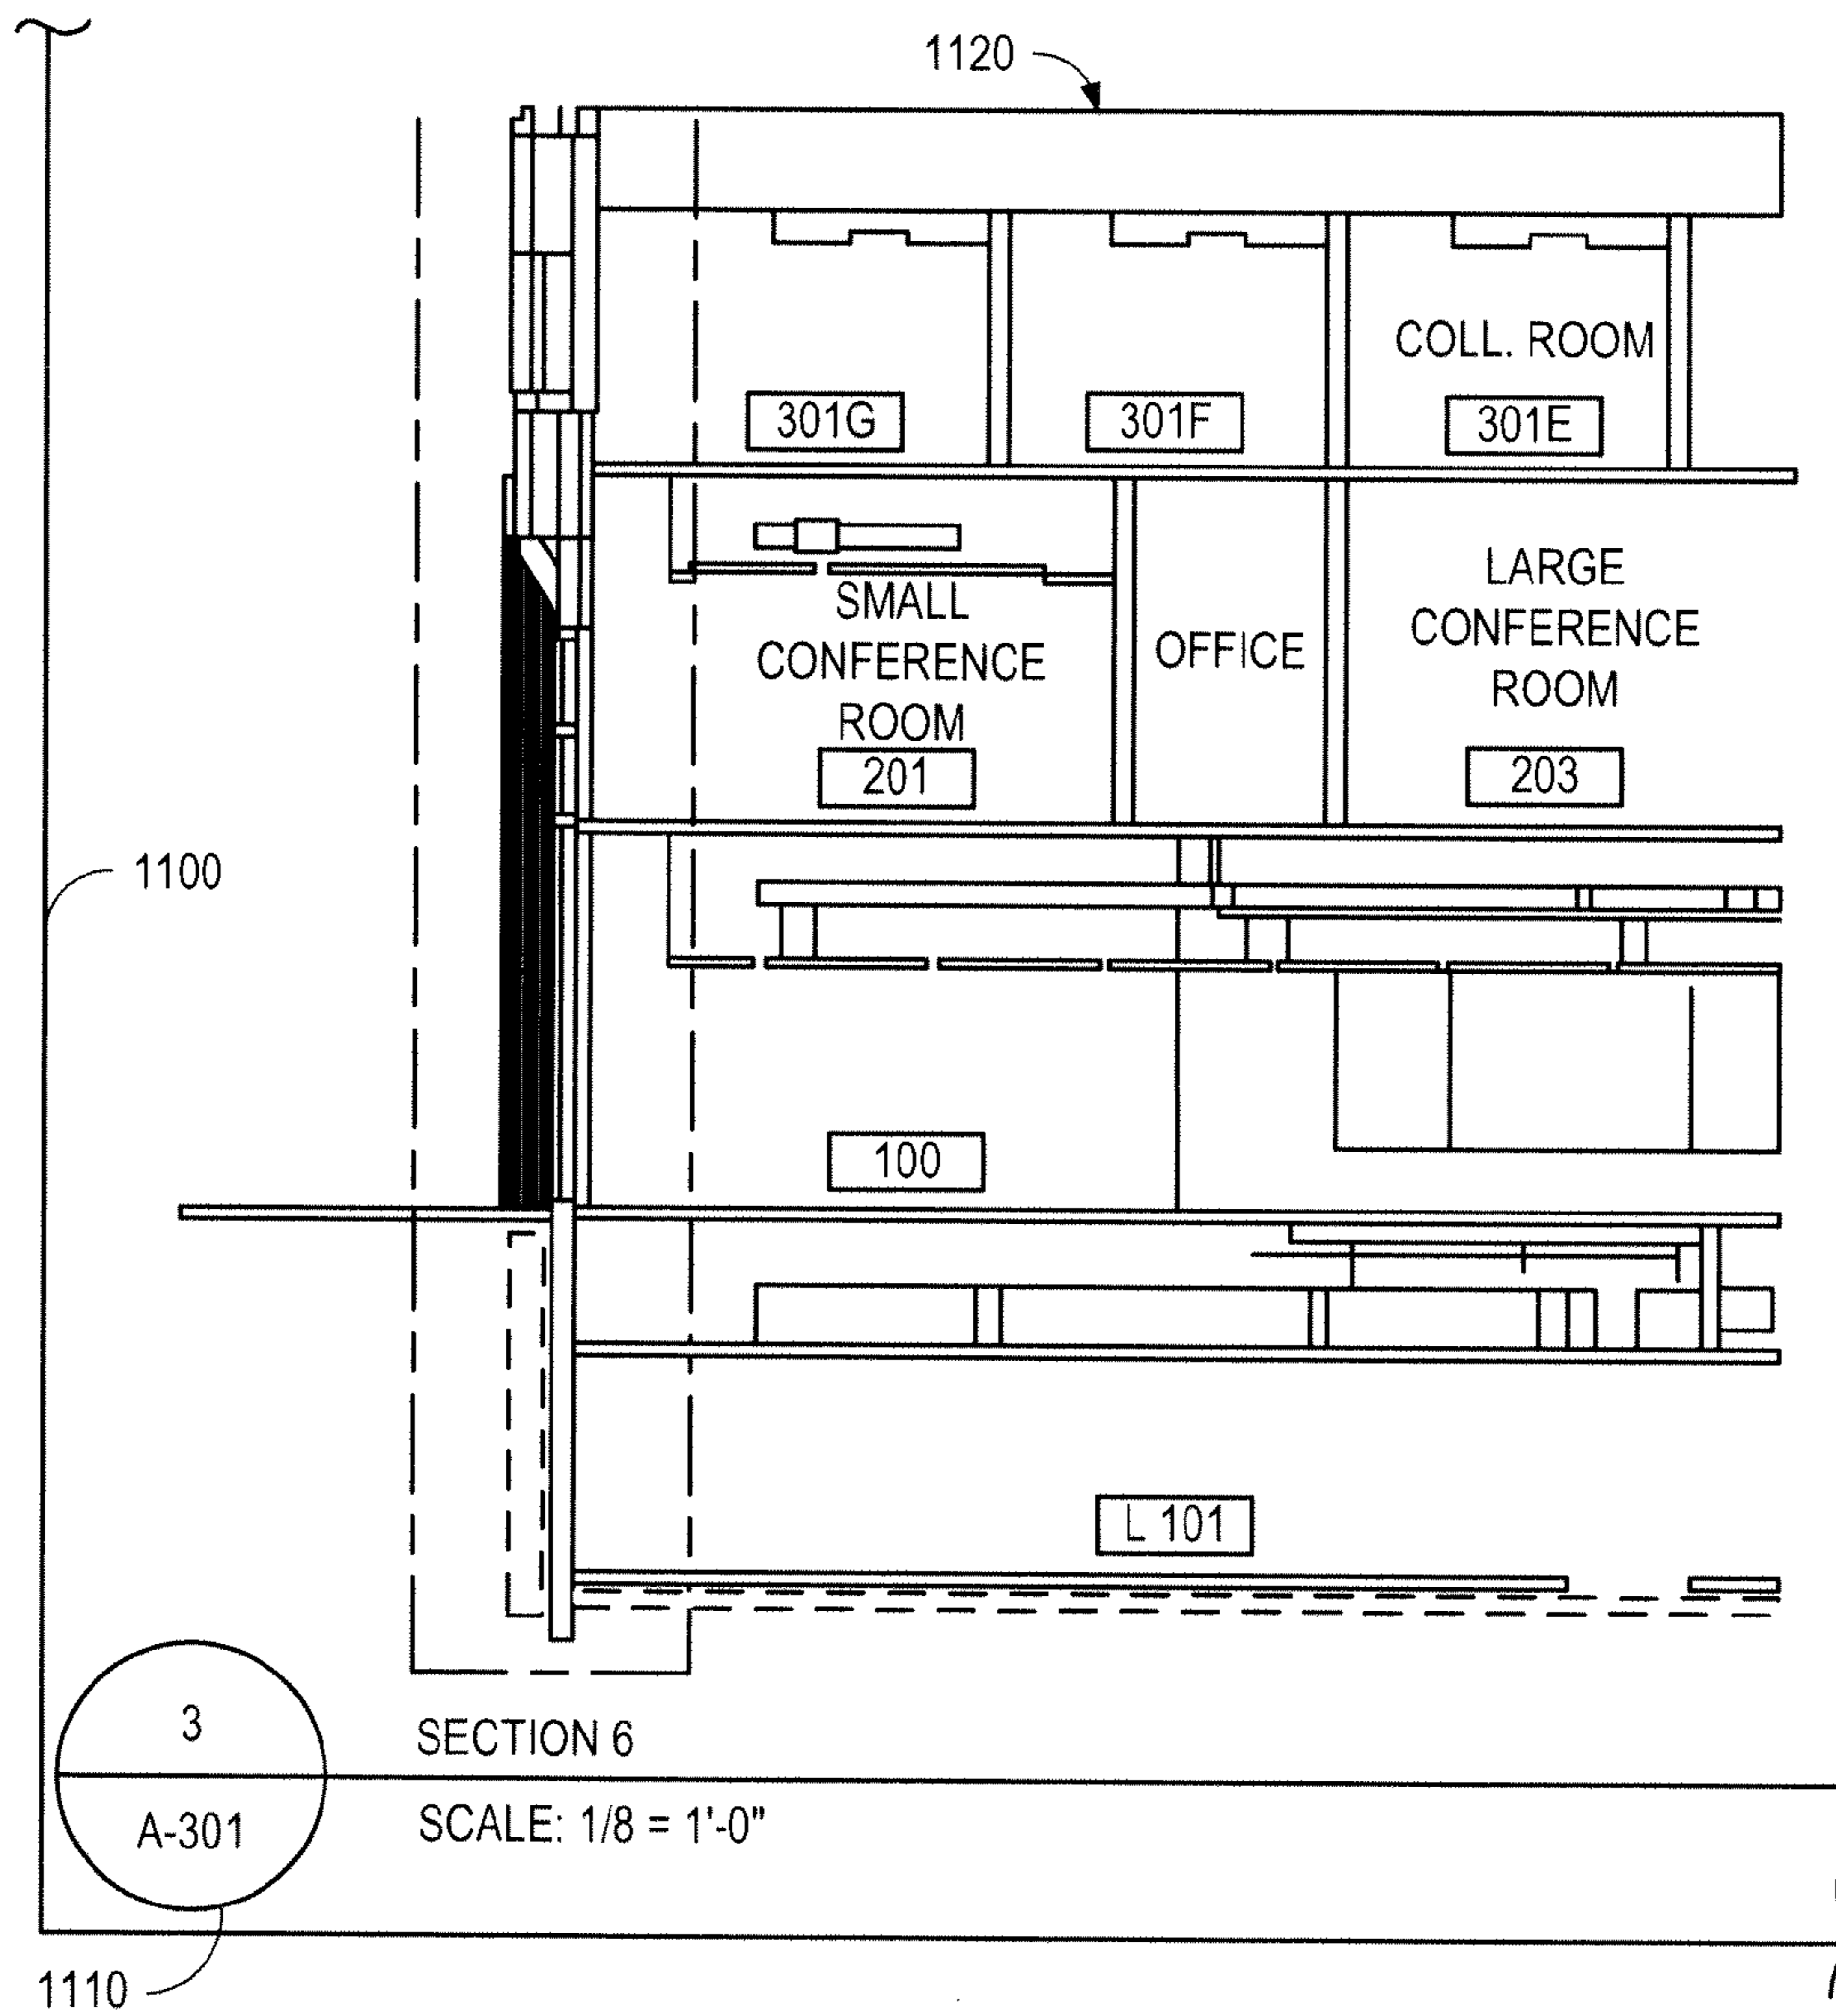 1120
COLL. ROOM
301G 301F 301E
SMALL
CONFERENCE
ROOM
201
OFFICE
LARGE
CONFERENCE
ROOM
203
1100
100
L 101
3
A-301
SECTION 6
SCALE: 1/8 = 1'-0"
1110